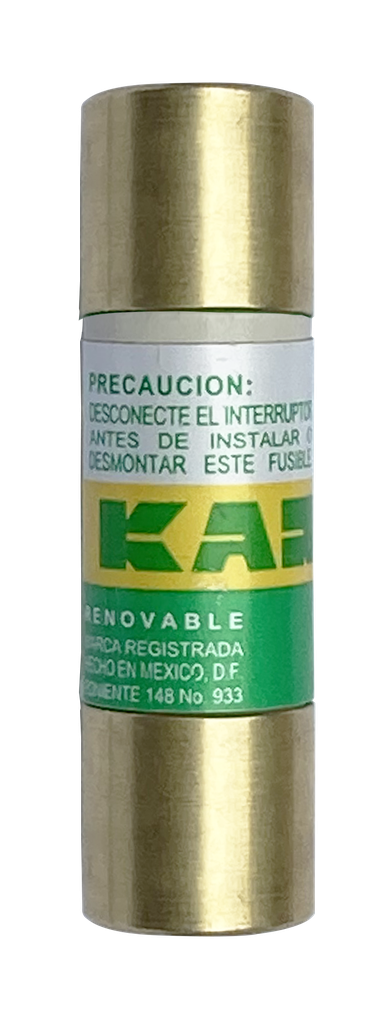 PRECAUCION:
DESCONECTE EL INTERRUPTOR
ANTES DE INSTALAR O
DESMONTAR ESTE FUSIBLE
KA
RENOVABLE
MARCA REGISTRADA
HECHO EN MEXICO, D.F.
PONIENTE 148 No. 933